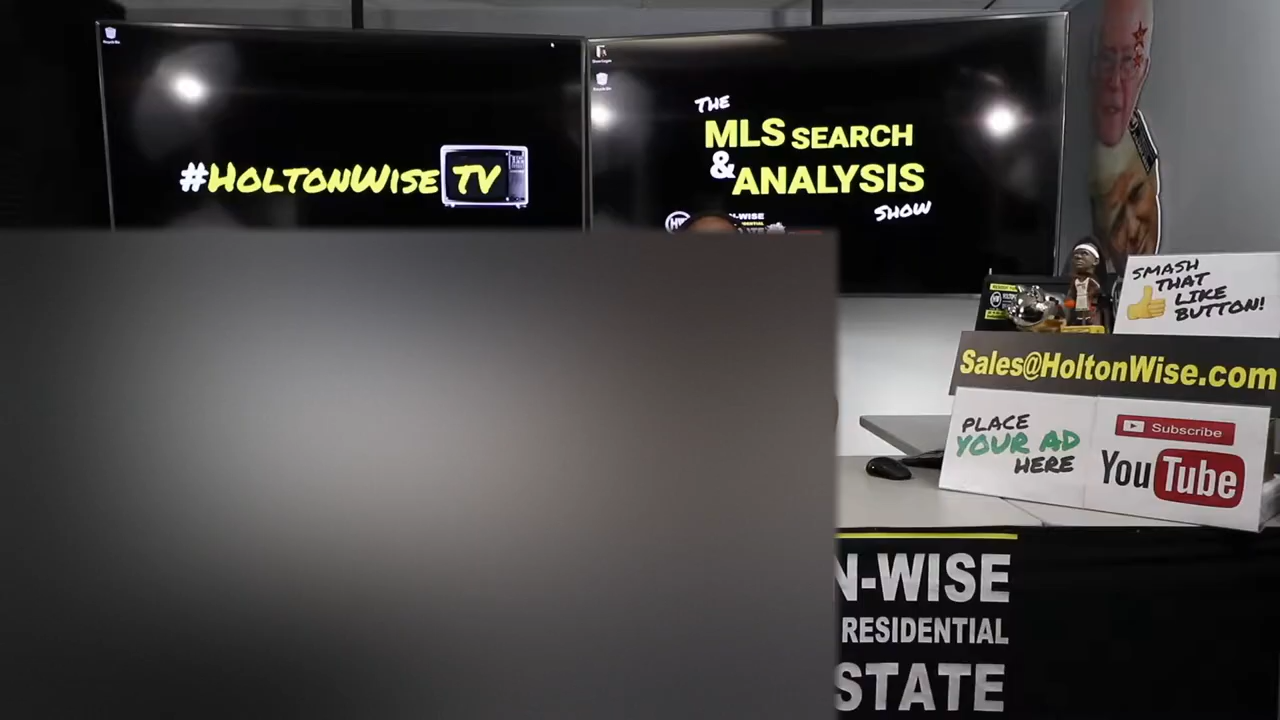 #HOLTONWISE TV
THE
MLS SEARCH
& ANALYSIS
SHOW
N-WISE
SMASH
THAT
LIKE
BUTTON!
Sales@HoltonWise.com
PLACE
YOUR AD
HERE
Subscribe
YouTube
N-WISE
RESIDENTIAL
STATE